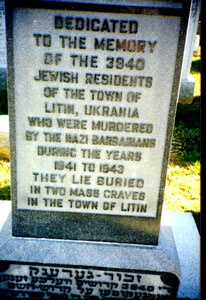 DEDICATED
TO THE MEMORY
OF THE 3940
JEWISH RESIDENTS
OF THE TOWN OF
LITIN, UKRANIA
WHO WERE MURDERED
BY THE NAZI BARBARIANS
DURING THE YEARS
1941 TO 1943
THEY LIE BURIED
IN TWO MASS GRAVES
IN THE TOWN OF LITIN
3940